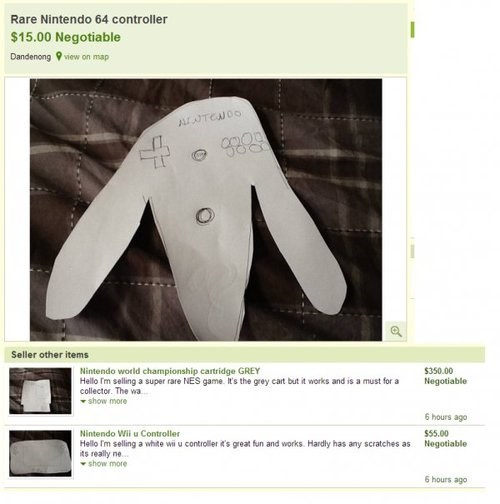 Rare Nintendo 64 controller
$15.00 Negotiable
Dandenong view on map
NINTENDO
Seller other items
Nintendo world championship cartridge GREY
$350.00
Hello I'm selling a super rare NES game. It's the grey cart but it works and is a must for a
Negotiable
collector. The wa...
show more
6 hours ago
Nintendo Wii u Controller
$55.00
Hello I'm selling a white wii u controller it's great fun and works. Hardly has any scratches as
Negotiable
its really ne...
show more
6 hours ago